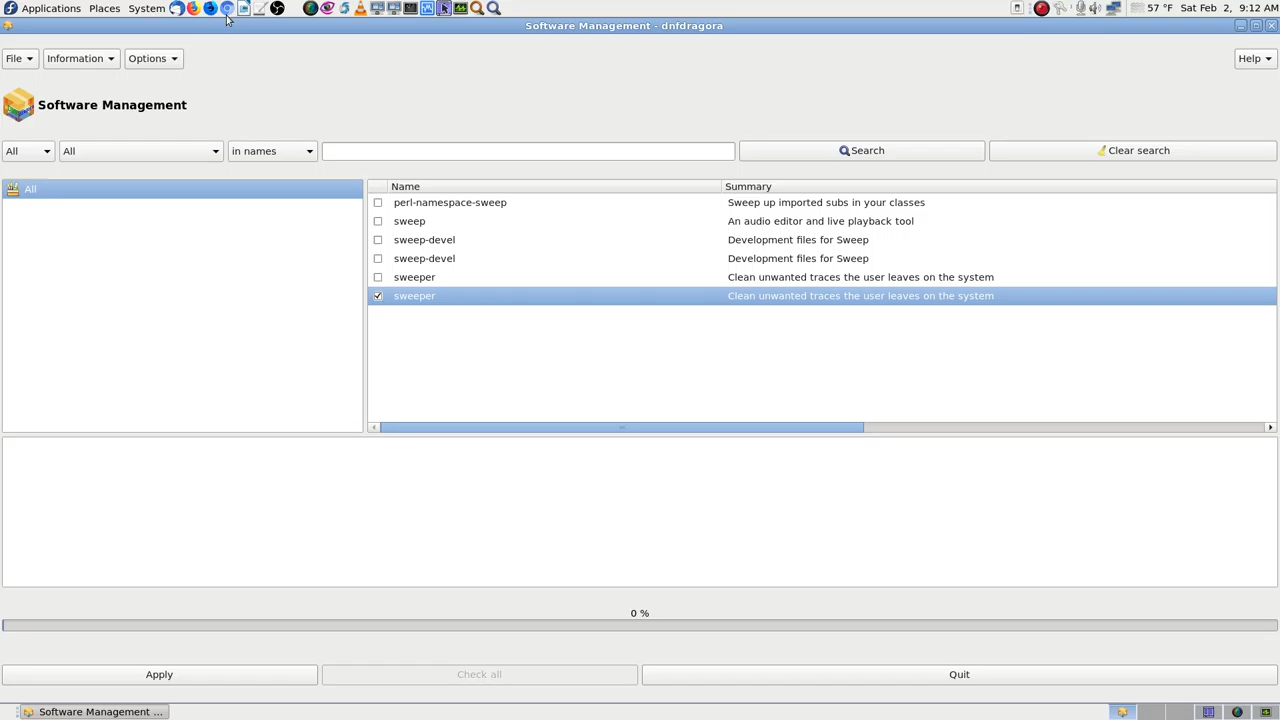 Applications Places System 57 °F Sat Feb 2, 9:12 AM
Software Management - dnfdragora
File Information Options Help
Software Management
All All in names Search Clear search
All
Name Summary
perl-namespace-sweep Sweep up imported subs in your classes
sweep An audio editor and live playback tool
sweep-devel Development files for Sweep
sweep-devel Development files for Sweep
sweeper Clean unwanted traces the user leaves on the system
sweeper Clean unwanted traces the user leaves on the system
0 %
Apply Check all Quit
Software Management ...